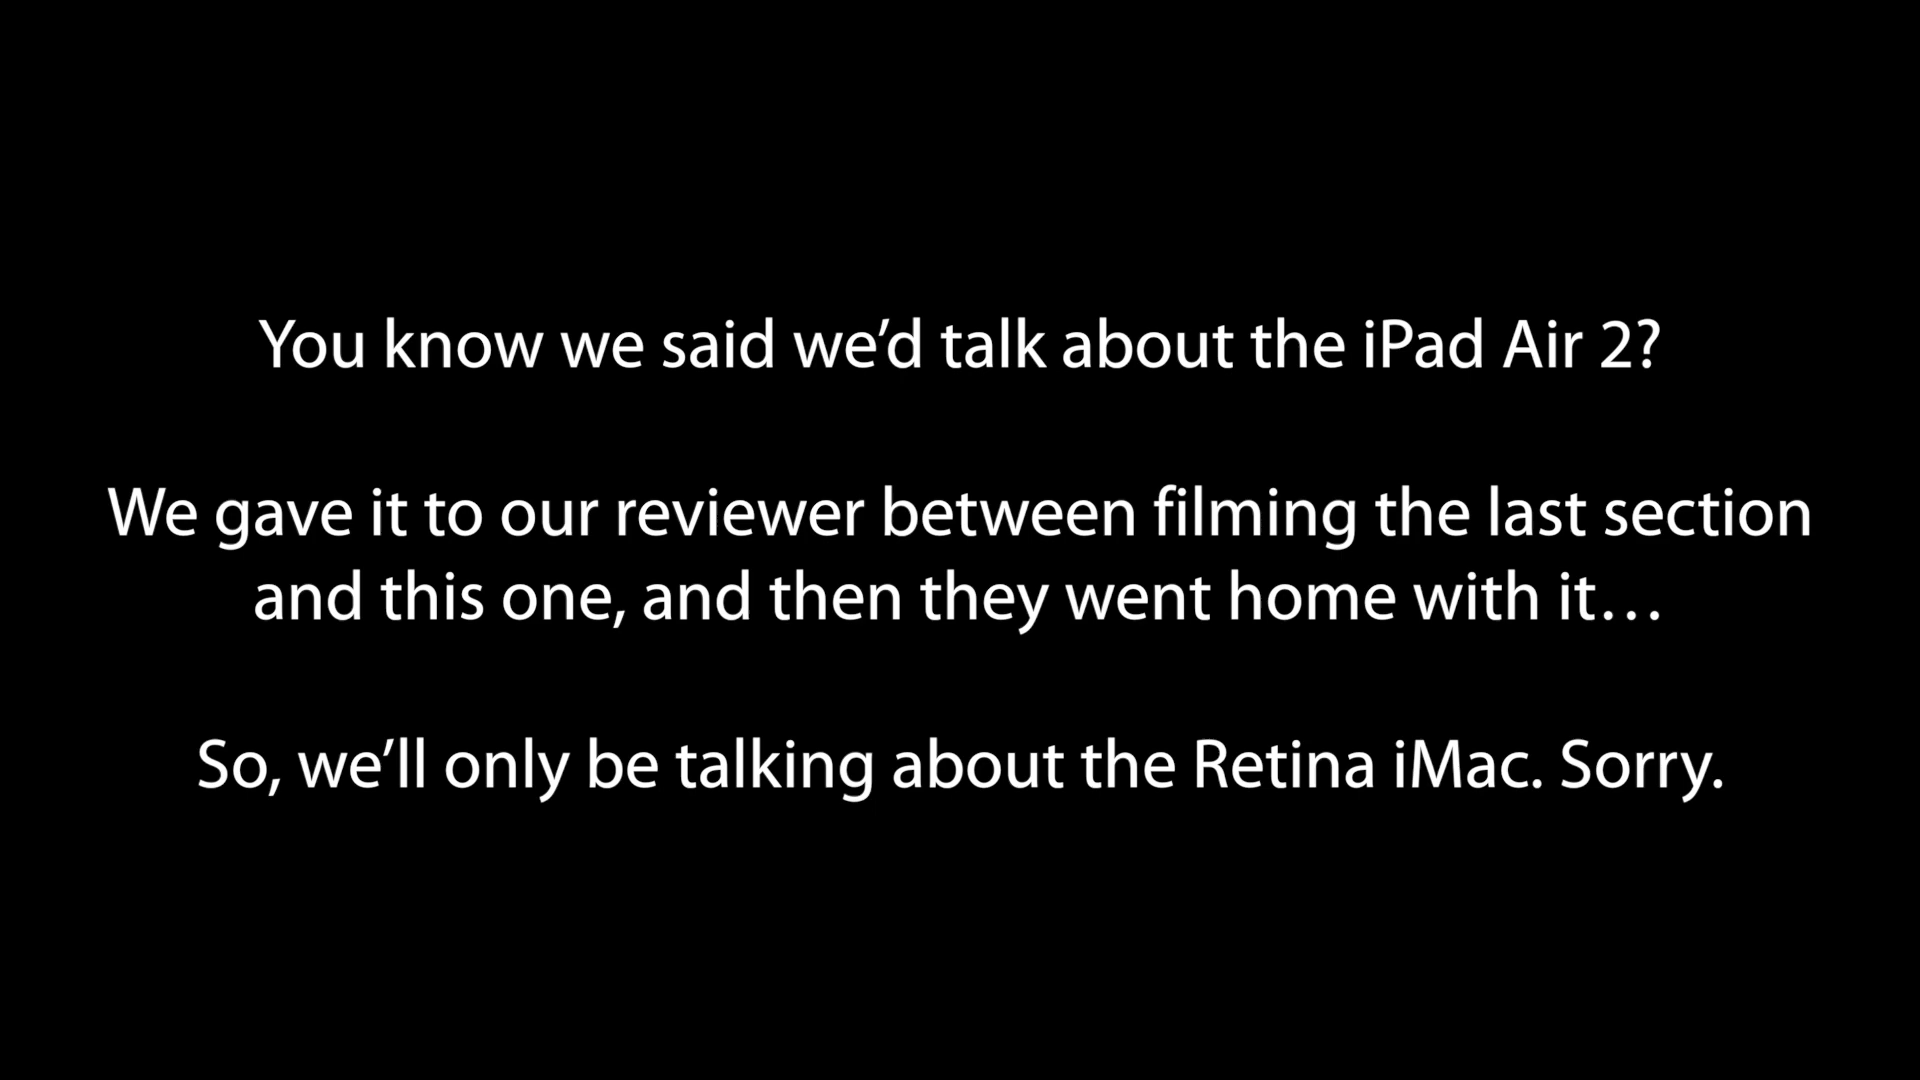 You know we said we’d talk about the iPad Air 2?
We gave it to our reviewer between filming the last section
and this one, and then they went home with it…
So, we’ll only be talking about the Retina iMac. Sorry.